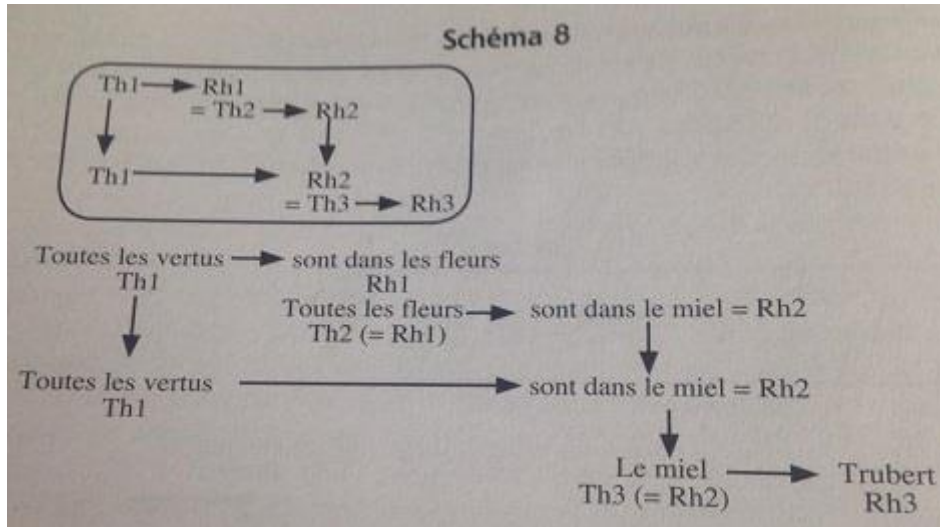 Schéma 8
Th1 Rh1
= Th2 Rh2
Th1 Rh2
= Th3 Rh3
Toutes les vertus sont dans les fleurs
Th1 Rh1
Toutes les fleurs sont dans le miel = Rh2
Th2 (= Rh1)
Toutes les vertus sont dans le miel = Rh2
Th1
Le miel Trubert
Th3 (= Rh2) Rh3